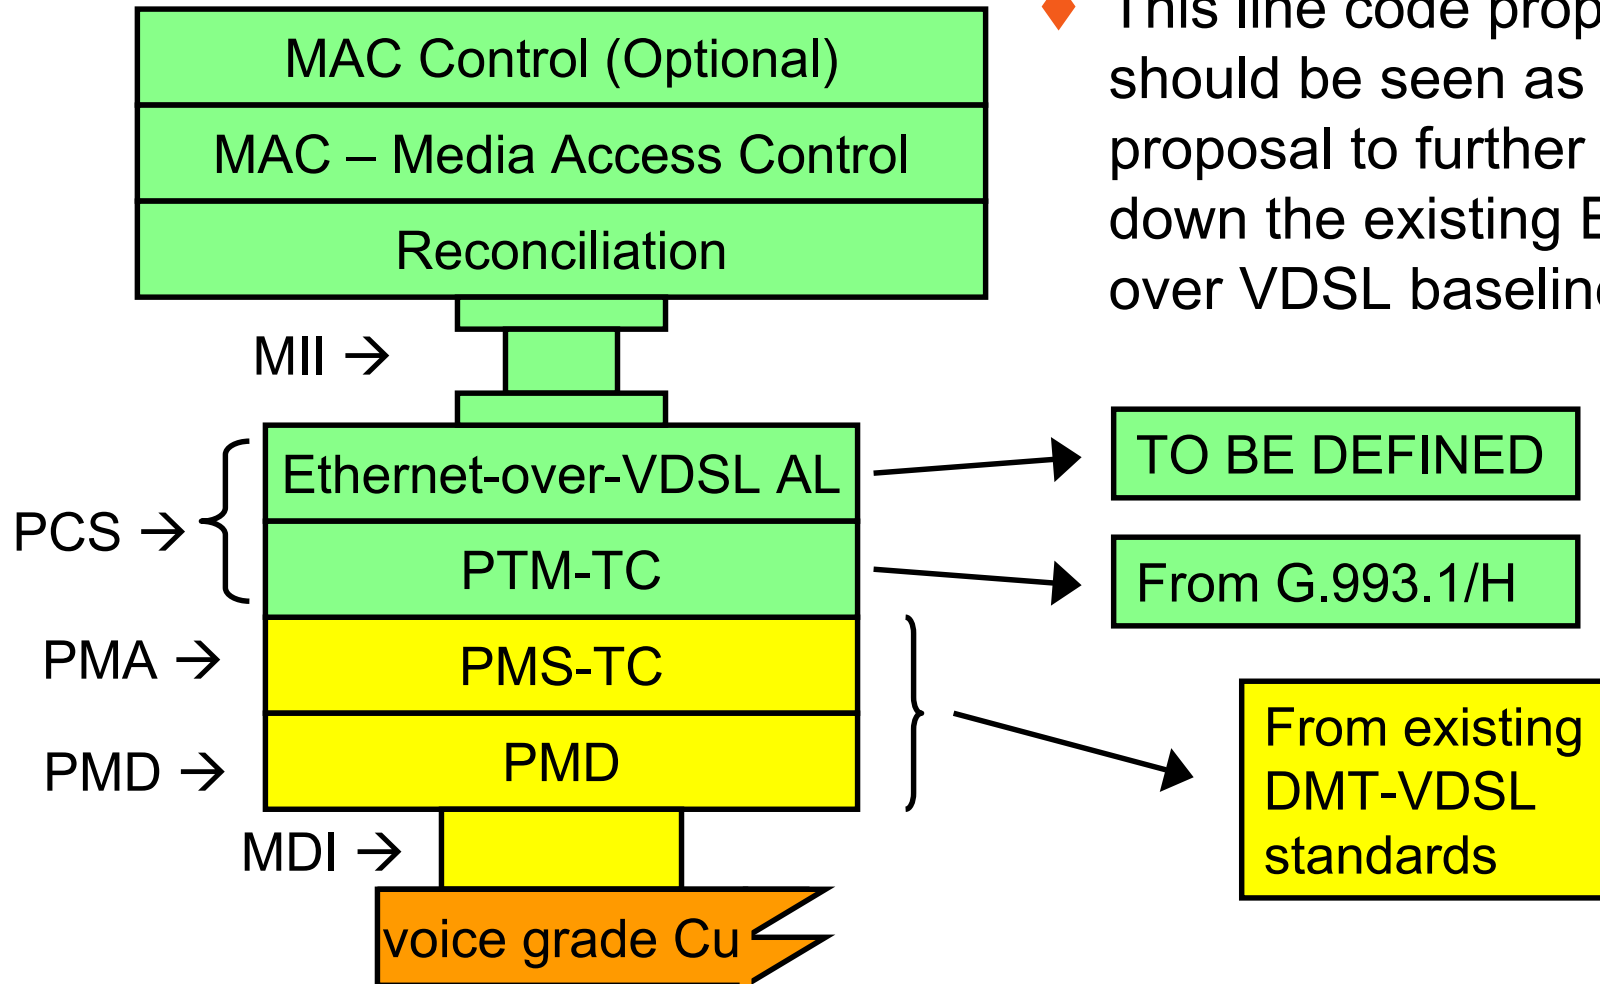 MAC Control (Optional)
MAC – Media Access Control
Reconciliation
MII →
Ethernet-over-VDSL AL
PCS →
PTM-TC
PMA →
PMS-TC
PMD →
PMD
MDI →
voice grade Cu
This line code
should be seen as
proposal to further
down the existing
over VDSL
TO BE DEFINED
From G.993.1/H
From existing
DMT-VDSL
standards